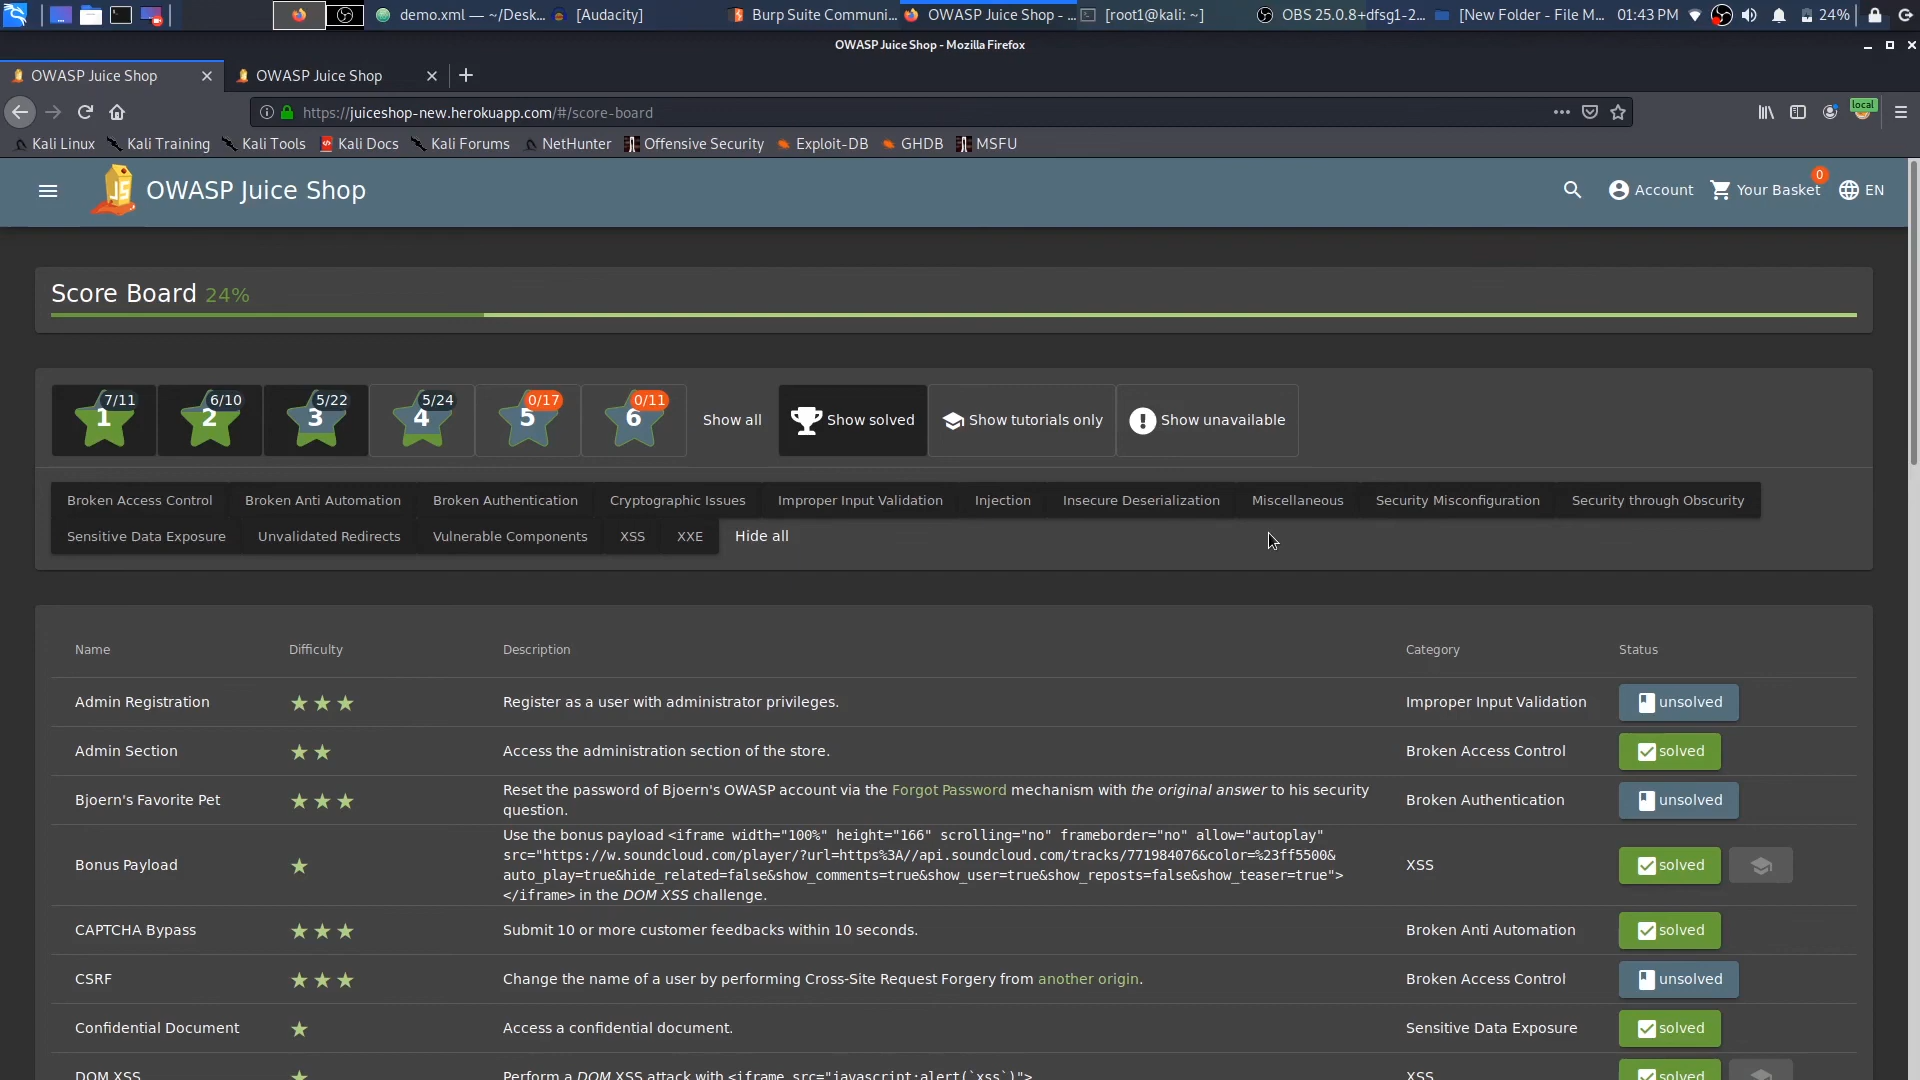 demo.xml — ~/Desk...
[Audacity]
Burp Suite Communi...
OWASP Juice Shop - ...
[root1@kali: ~]
OBS 25.0.8+dfsg1-2...
[New Folder - File M...
01:43 PM
24%
OWASP Juice Shop - Mozilla Firefox
OWASP Juice Shop
OWASP Juice Shop
https://juiceshop-new.herokuapp.com/#/score-board
local
Kali Linux
Kali Training
Kali Tools
Kali Docs
Kali Forums
NetHunter
Offensive Security
Exploit-DB
GHDB
MSFU
JS
OWASP Juice Shop
Account
Your Basket
0
EN
Score Board 24%
1
7/11
2
6/10
3
5/22
4
5/24
5
0/17
6
0/11
Show all
Show solved
Show tutorials only
Show unavailable
Broken Access Control
Broken Anti Automation
Broken Authentication
Cryptographic Issues
Improper Input Validation
Injection
Insecure Deserialization
Miscellaneous
Security Misconfiguration
Security through Obscurity
Sensitive Data Exposure
Unvalidated Redirects
Vulnerable Components
XSS
XXE
Hide all
Name
Difficulty
Description
Category
Status
Admin Registration
Register as a user with administrator privileges.
Improper Input Validation
unsolved
Admin Section
Access the administration section of the store.
Broken Access Control
solved
Bjoern's Favorite Pet
Reset the password of Bjoern's OWASP account via the Forgot Password mechanism with the original answer to his security
question.
Broken Authentication
unsolved
Bonus Payload
Use the bonus payload <iframe width="100%" height="166" scrolling="no" frameborder="no" allow="autoplay"
src="https://w.soundcloud.com/player/?url=https%3A//api.soundcloud.com/tracks/771984076&color=%23ff5500&
auto_play=true&hide_related=false&show_comments=true&show_user=true&show_reposts=false&show_teaser=true">
</iframe> in the DOM XSS challenge.
XSS
solved
CAPTCHA Bypass
Submit 10 or more customer feedbacks within 10 seconds.
Broken Anti Automation
solved
CSRF
Change the name of a user by performing Cross-Site Request Forgery from another origin.
Broken Access Control
unsolved
Confidential Document
Access a confidential document.
Sensitive Data Exposure
solved
DOM XSS
Perform a DOM XSS attack with <iframe src="javascript:alert(`xss`)">
XSS
solved